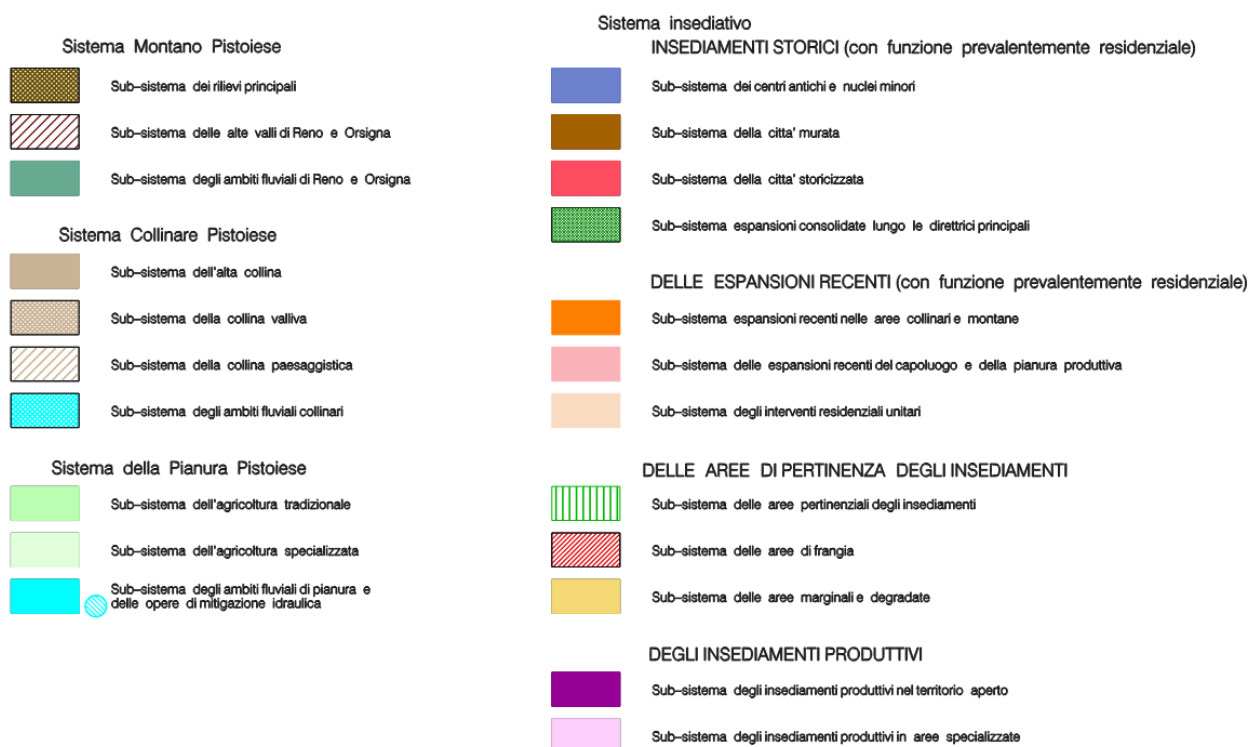 Sistema Montano Pistoiese
Sub-sistema dei rilievi principali
Sub-sistema delle alte valli di Reno e Orsigna
Sub-sistema degli ambiti fluviali di Reno e Orsigna
Sistema Collinare Pistoiese
Sub-sistema dell'alta collina
Sub-sistema della collina valliva
Sub-sistema della collina paesaggistica
Sub-sistema degli ambiti fluviali collinari
Sistema della Pianura Pistoiese
Sub-sistema dell'agricoltura tradizionale
Sub-sistema dell'agricoltura specializzata
Sub-sistema degli ambiti fluviali di pianura e
delle opere di mitigazione idraulica
Sistema insediativo
INSEDIAMENTI STORICI (con funzione prevalentemente residenziale)
Sub-sistema dei centri antichi e nuclei minori
Sub-sistema della citta' murata
Sub-sistema della citta' storicizzata
Sub-sistema espansioni consolidate lungo le direttrici principali
DELLE ESPANSIONI RECENTI (con funzione prevalentemente residenziale)
Sub-sistema espansioni recenti nelle aree collinari e montane
Sub-sistema delle espansioni recenti del capoluogo e della pianura produttiva
Sub-sistema degli interventi residenziali unitari
DELLE AREE DI PERTINENZA DEGLI INSEDIAMENTI
Sub-sistema delle aree pertinenziali degli insediamenti
Sub-sistema delle aree di frangia
Sub-sistema delle aree marginali e degradate
DEGLI INSEDIAMENTI PRODUTTIVI
Sub-sistema degli insediamenti produttivi nel territorio aperto
Sub-sistema degli insediamenti produttivi in aree specializzate